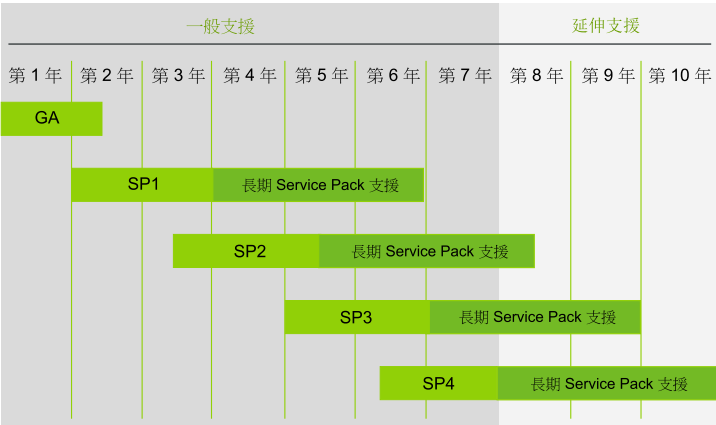 一般支援 延伸支援
第 1 年 第 2 年 第 3 年 第 4 年 第 5 年 第 6 年 第 7 年 第 8 年 第 9 年 第 10 年
GA
SP1 長期 Service Pack 支援
SP2 長期 Service Pack 支援
SP3 長期 Service Pack 支援
SP4 長期 Service Pack 支援